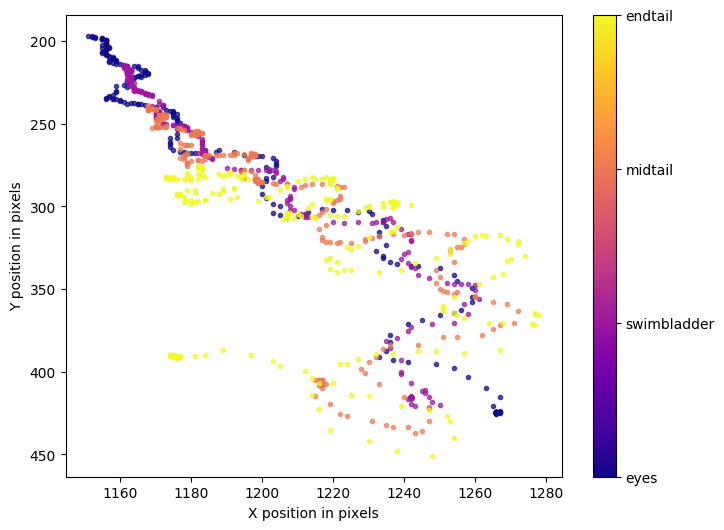 200
250
300
350
400
450
Y position in pixels
1160
1180
1200
1220
1240
1260
1280
X position in pixels
endtail
midtail
swimbladder
eyes